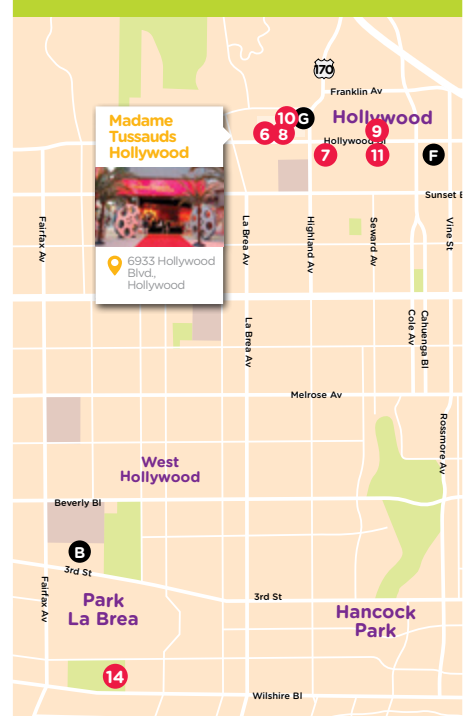 170
Franklin Av
Madame
Tussauds
Hollywood
10
G
Hollywood
6
8
9
Hollywood Bl
7
11
F
Sunset B
6933 Hollywood
Blvd.,
Hollywood
Fairfax Av
La Brea Av
Highland Av
Seward Av
Vine St
La Brea Av
Cole Av
Cahuenga Bl
Melrose Av
Rossmore Av
West
Hollywood
Beverly Bl
B
3rd St
Fairfax Av
Park
La Brea
3rd St
Hancock
Park
14
Wilshire Bl